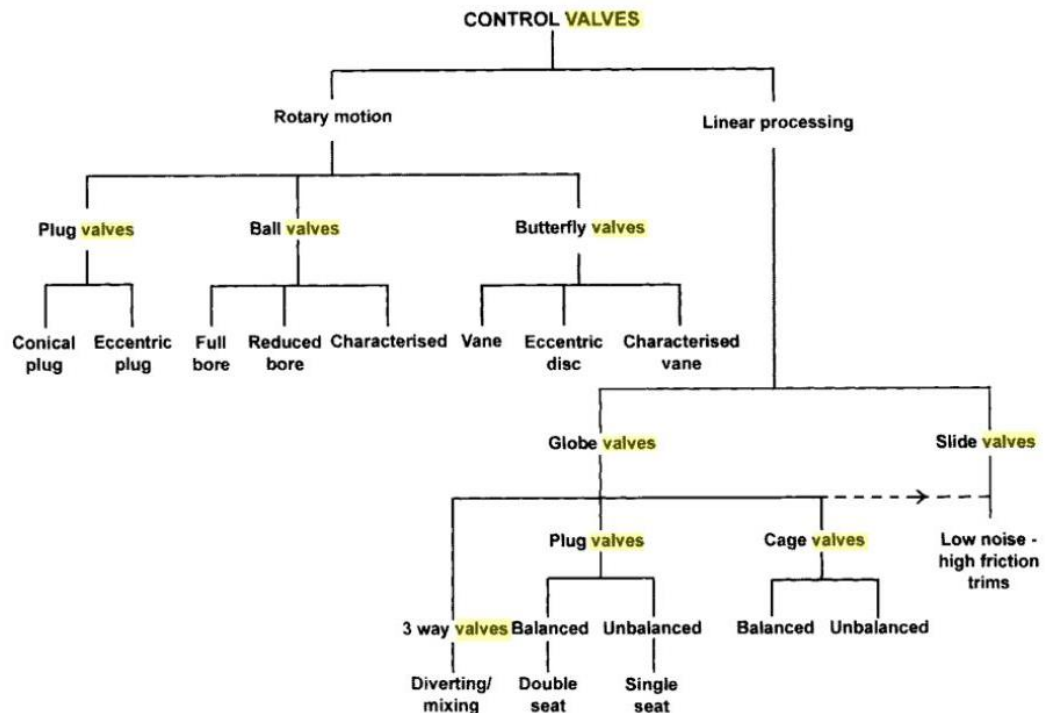 CONTROL VALVES
Rotary motion
Linear processing
Plug valves
Ball valves
Butterfly valves
Conical
plug
Eccentric
plug
Full
bore
Reduced
bore
Characterised
Vane
Eccentric
disc
Characterised
vane
Globe valves
Slide valves
Plug valves
Cage valves
Low noise -
high friction
trims
3 way valves
Balanced
Unbalanced
Balanced
Unbalanced
Diverting/
mixing
Double
seat
Single
seat